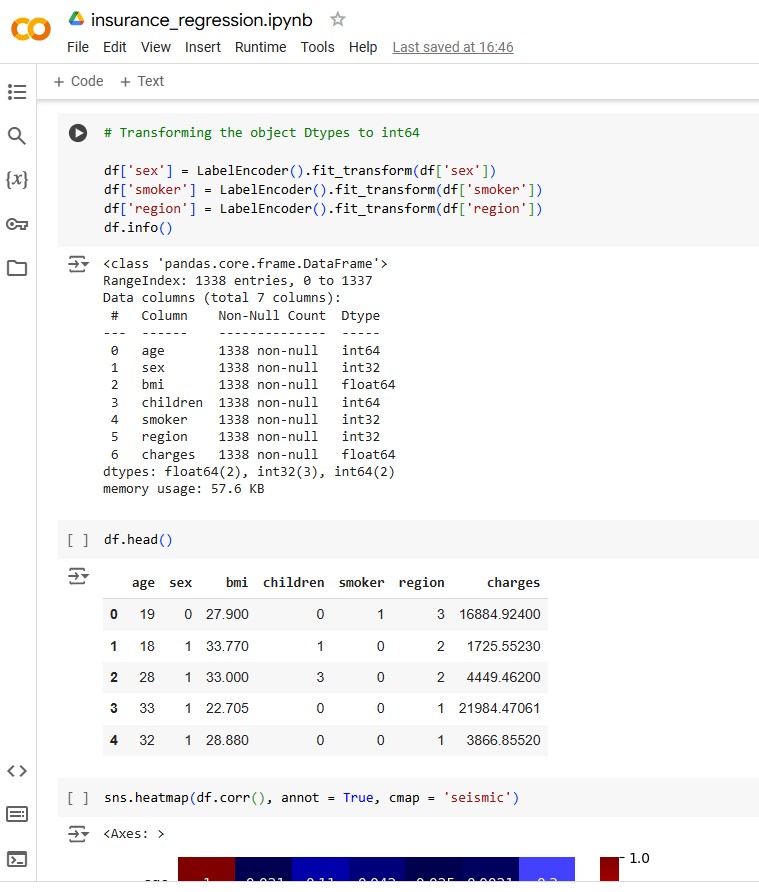 insurance_regression.ipynb
File Edit View Insert Runtime Tools Help Last saved at 16:46
+ Code + Text
# Transforming the object Dtypes to int64
df['sex'] = LabelEncoder().fit_transform(df['sex'])
df['smoker'] = LabelEncoder().fit_transform(df['smoker'])
df['region'] = LabelEncoder().fit_transform(df['region'])
df.info()
<class 'pandas.core.frame.DataFrame'>
RangeIndex: 1338 entries, 0 to 1337
Data columns (total 7 columns):
# Column Non-Null Count Dtype
--- ------ -------------- -----
0 age 1338 non-null int64
1 sex 1338 non-null int32
2 bmi 1338 non-null float64
3 children 1338 non-null int64
4 smoker 1338 non-null int32
5 region 1338 non-null int32
6 charges 1338 non-null float64
dtypes: float64(2), int32(3), int64(2)
memory usage: 57.6 KB
[ ] df.head()
age sex bmi children smoker region charges
0 19 0 27.900 0 1 3 16884.92400
1 18 1 33.770 1 0 2 1725.55230
2 28 1 33.000 3 0 2 4449.46200
3 33 1 22.705 0 0 1 21984.47061
4 32 1 28.880 0 0 1 3866.85520
[ ] sns.heatmap(df.corr(), annot = True, cmap = 'seismic')
<Axes: >
1.0